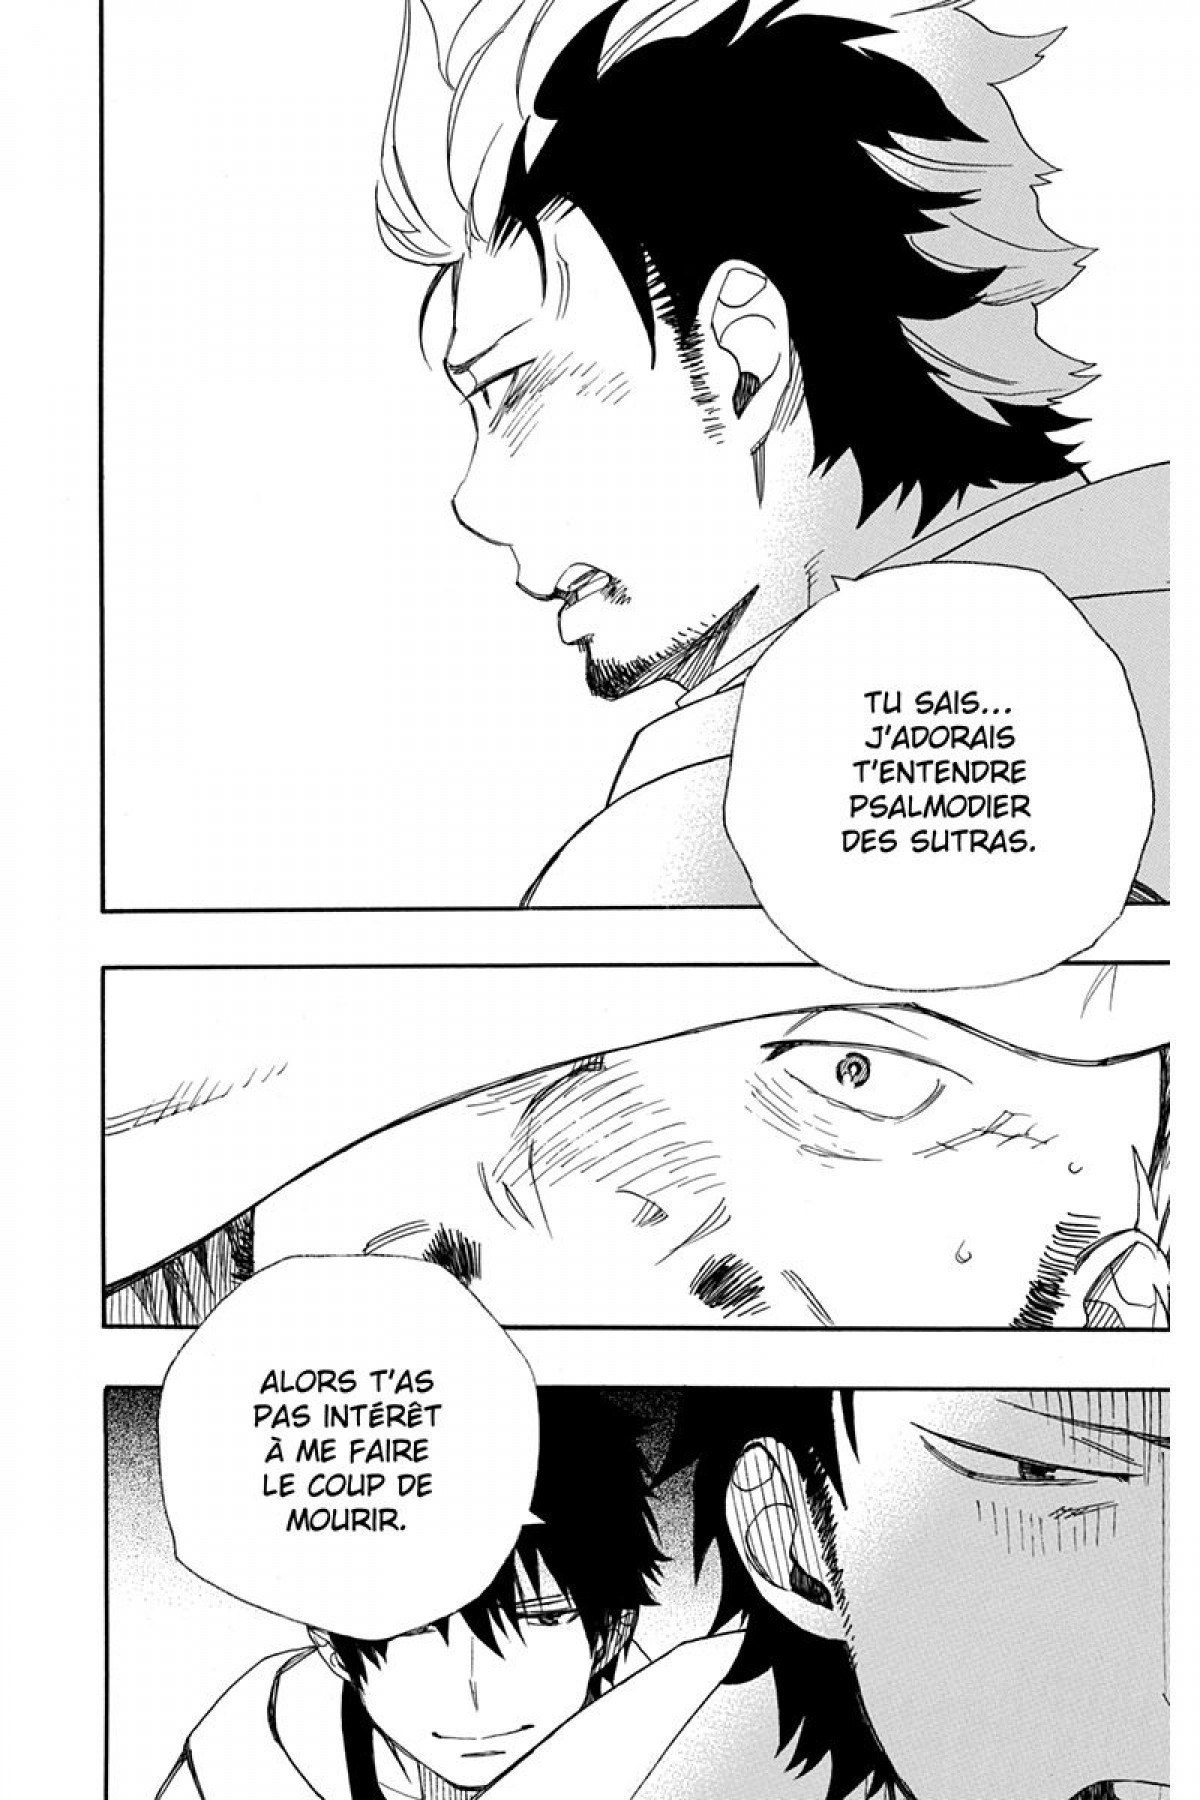 TU SAIS...
J'ADORAIS
T'ENTENDRE
PSALMODIER
DES SUTRAS.
ALORS T'AS
PAS INTÉRÊT
À ME FAIRE
LE COUP DE
MOURIR.